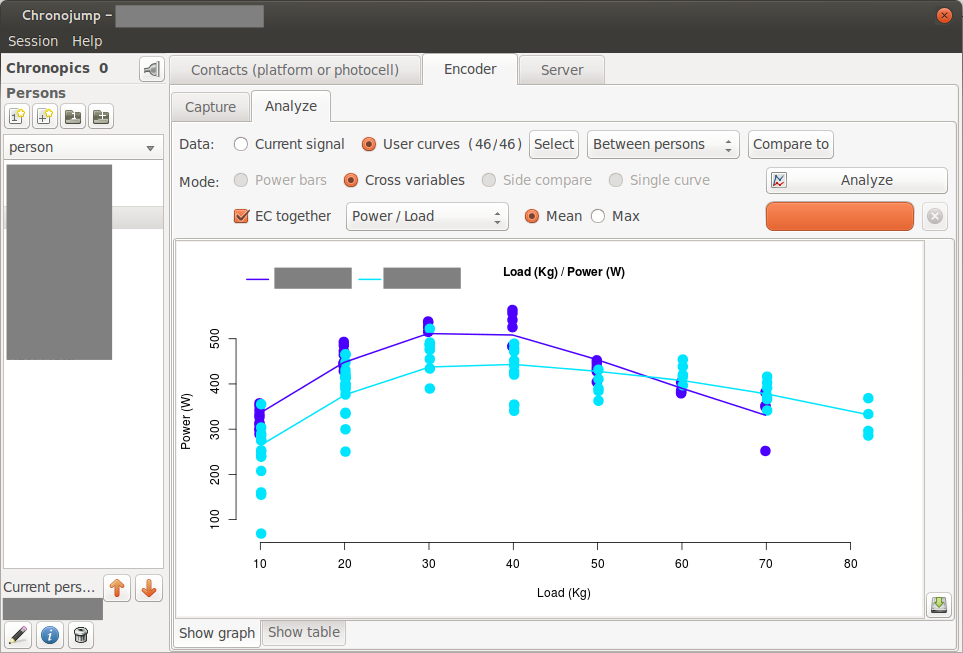 Chronojump –
Session Help
Chronopics 0
Persons
person
Current pers...
Contacts (platform or photocell) Encoder Server
Capture Analyze
Data: Current signal User curves (46/46) Select Between persons Compare to
Mode: Power bars Cross variables Side compare Single curve Analyze
EC together Power / Load Mean Max
Load (Kg) / Power (W)
Power (W)
500
400
300
200
100
10 20 30 40 50 60 70 80
Load (Kg)
Show graph Show table